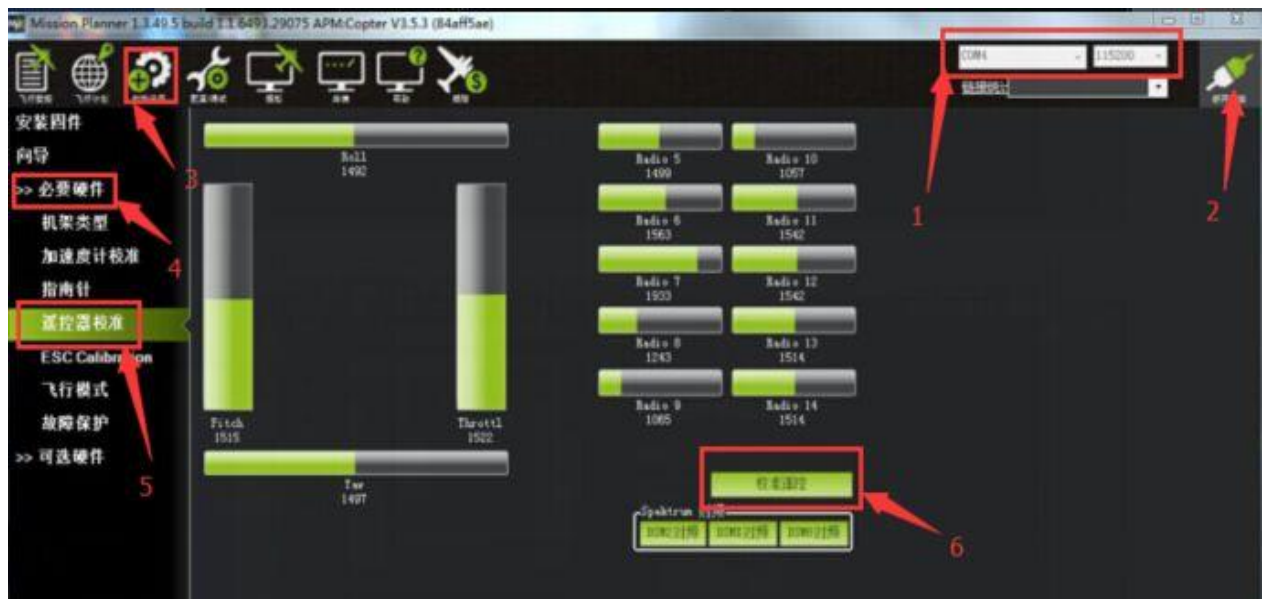 Mission Planner 1.3.49.5 build 1.1.6493.29075 APM:Copter V3.5.3 (84aff5ae)
COM4 115200
1
2
3
安装固件
向导
>> 必要硬件
4
机架类型
加速度计校准
指南针
遥控器校准
5
ESC Calibration
飞行模式
故障保护
>> 可选硬件
Roll
1492
Pitch
1515
Throttl
1522
Yaw
1497
Radio 5
1499
Radio 10
1057
Radio 6
1563
Radio 11
1542
Radio 7
1933
Radio 12
1542
Radio 8
1243
Radio 13
1514
Radio 9
1065
Radio 14
1514
校准遥控
6
Spektrum